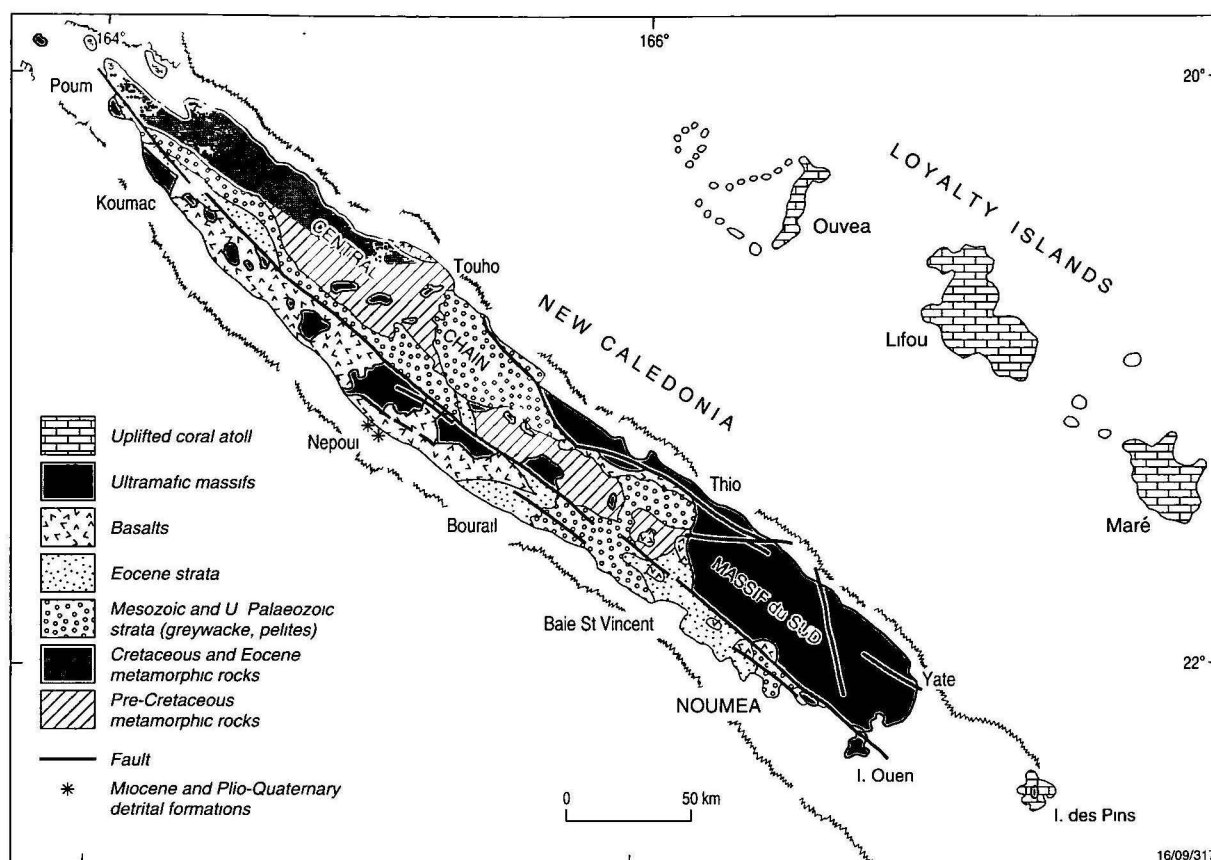 164°
166°
20°
Poum
Koumac
CENTRAL
CHAIN
Touho
NEW CALEDONIA
LOYALTY ISLANDS
Ouvea
Lifou
Maré
Nepoui
Bourail
Thio
Baie St Vincent
MASSIF du SUD
22°
Yate
NOUMEA
I. Ouen
I. des Pins
Uplifted coral atoll
Ultramafic massifs
Basalts
Eocene strata
Mesozoic and U Palaeozoic
strata (greywacke, pelites)
Cretaceous and Eocene
metamorphic rocks
Pre-Cretaceous
metamorphic rocks
Fault
Miocene and Plio-Quaternary
detrital formations
0 50 km
16/09/317